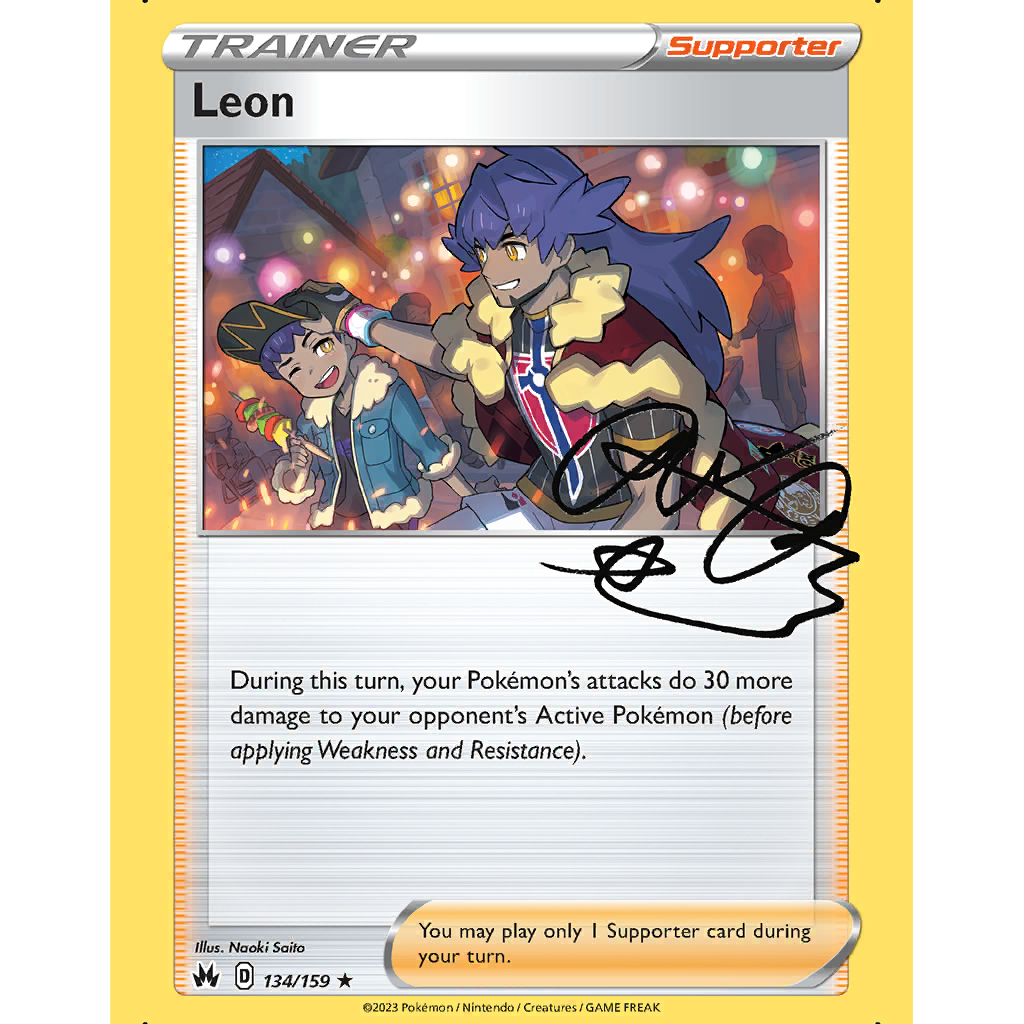 TRAINER
Supporter
Leon
During this turn, your Pokémon's attacks do 30 more
damage to your opponent's Active Pokémon (before
applying Weakness and Resistance).
You may play only 1 Supporter card during
your turn.
Illus. Naoki Saito
D 134/159 ★
©2023 Pokémon / Nintendo / Creatures / GAME FREAK